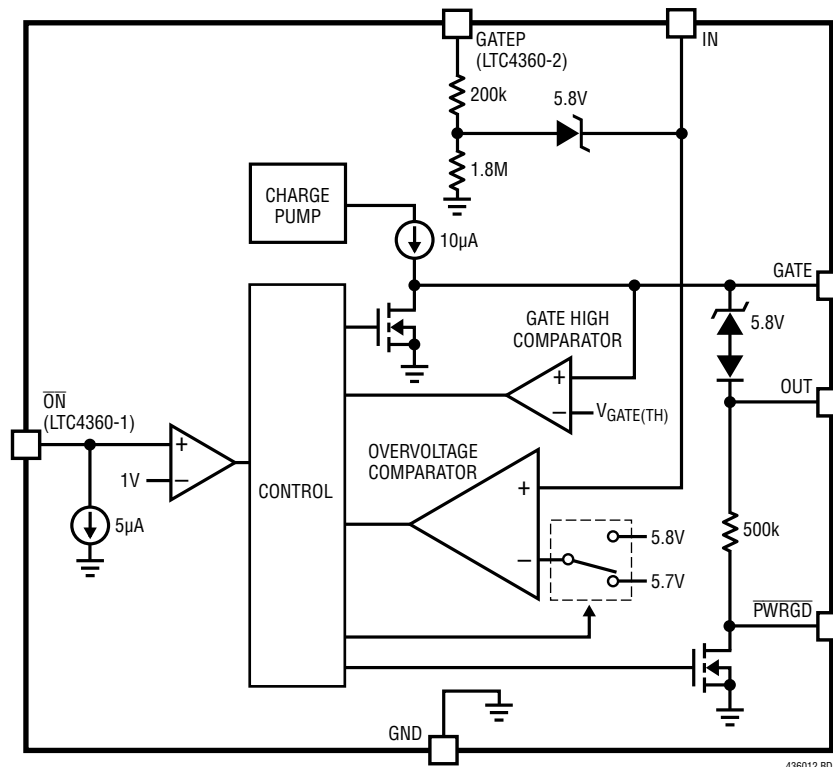 GATEP
(LTC4360-2)
IN
200k
5.8V
1.8M
CHARGE
PUMP
10µA
GATE
5.8V
GATE HIGH
COMPARATOR
+
–
VGATE(TH)
OUT
ON
(LTC4360-1)
+
1V
–
5µA
CONTROL
OVERVOLTAGE
COMPARATOR
+
–
5.8V
5.7V
500k
PWRGD
GND
436012 BD